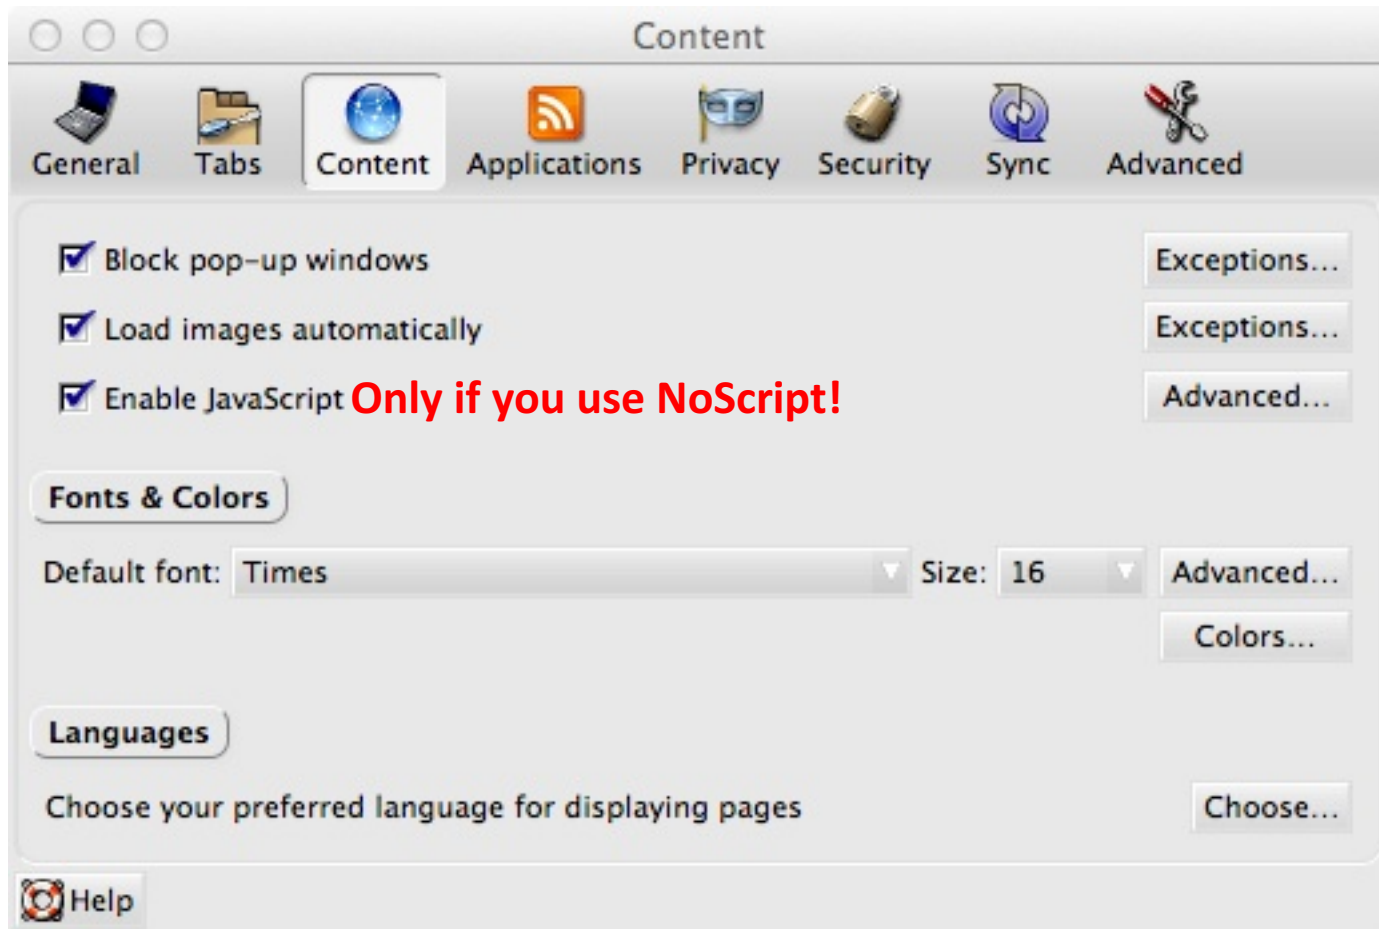 Content
General Tabs Content Applications Privacy Security Sync Advanced
Block pop-up windows Exceptions...
Load images automatically Exceptions...
Enable JavaScript Only if you use NoScript! Advanced...
Fonts & Colors
Default font: Times Size: 16 Advanced...
Colors...
Languages
Choose your preferred language for displaying pages Choose...
Help